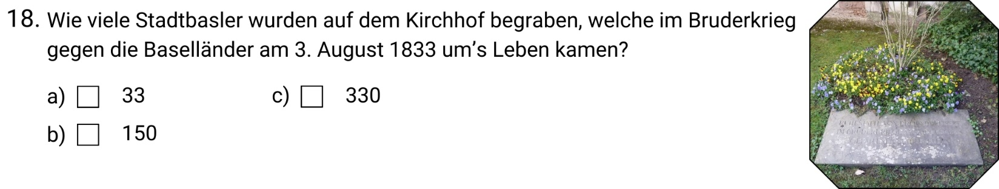 18. Wie viele Stadtbasler wurden auf dem Kirchhof begraben, welche im Bruderkrieg
gegen die Baselländer am 3. August 1833 um's Leben kamen?
a) 33
c) 330
b) 150